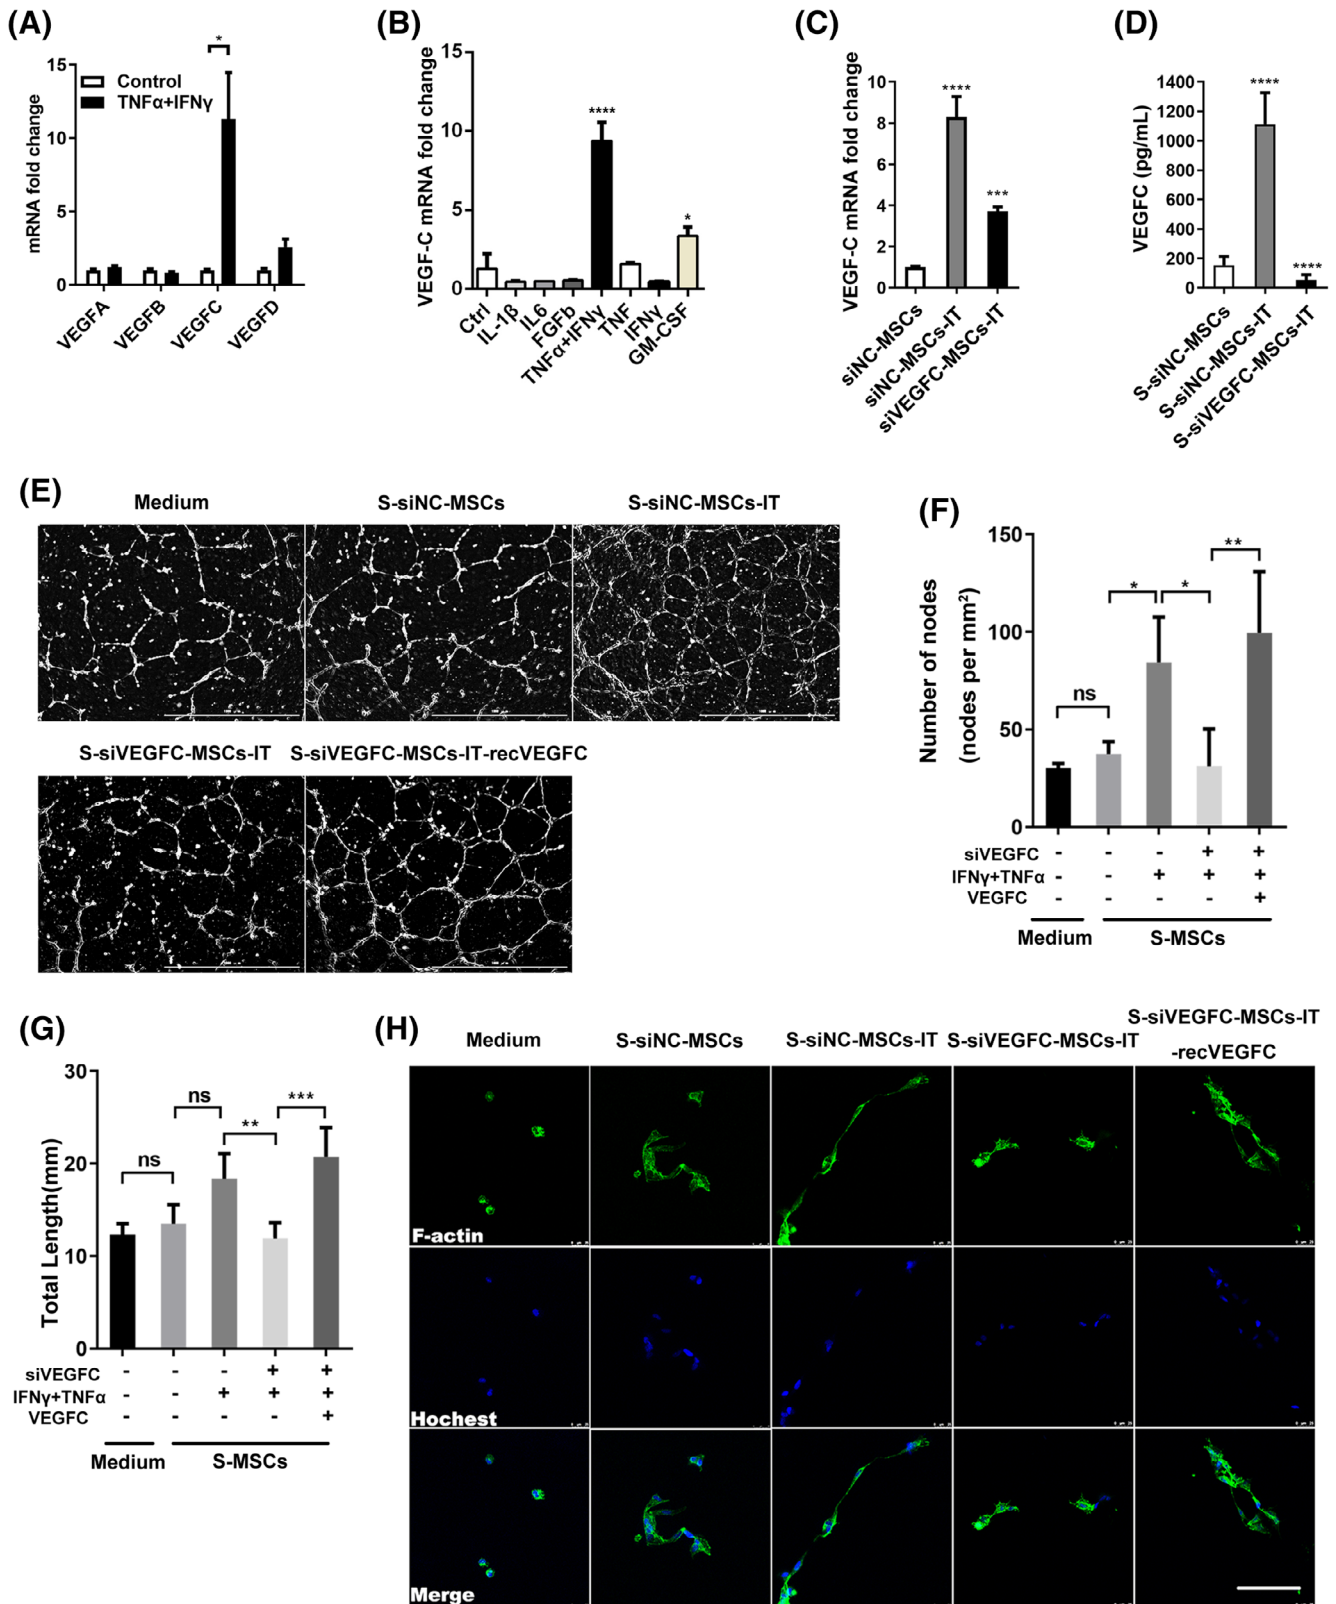 (A)
*
mRNA fold change
15
10
5
0
Control
TNFα+IFNγ
VEGFA
VEGFB
VEGFC
VEGFD
(B)
VEGF-C mRNA fold change
15
10
5
0
****
*
Ctrl
IL-1β
IL6
FGFb
TNFα+IFNγ
TNF
IFNγ
GM-CSF
(C)
VEGF-C mRNA fold change
10
8
6
4
2
0
****
***
siNC-MSCs
siNC-MSCs-IT
siVEGFC-MSCs-IT
(D)
VEGFC (pg/mL)
1400
1200
1000
800
600
400
200
0
****
****
S-siNC-MSCs
S-siNC-MSCs-IT
S-siVEGFC-MSCs-IT
(E)
Medium S-siNC-MSCs S-siNC-MSCs-IT
S-siVEGFC-MSCs-IT S-siVEGFC-MSCs-IT-recVEGFC
(F)
Number of nodes
(nodes per mm²)
150
100
50
0
ns
*
*
**
siVEGFC - - - + +
IFNγ+TNFα - - + + +
VEGFC - - - - +
Medium S-MSCs
(G)
Total Length(mm)
30
20
10
0
ns
ns
**
***
siVEGFC - - - + +
IFNγ+TNFα - - + + +
VEGFC - - - - +
Medium S-MSCs
(H)
Medium S-siNC-MSCs S-siNC-MSCs-IT S-siVEGFC-MSCs-IT S-siVEGFC-MSCs-IT
-recVEGFC
F-actin
Hochest
Merge